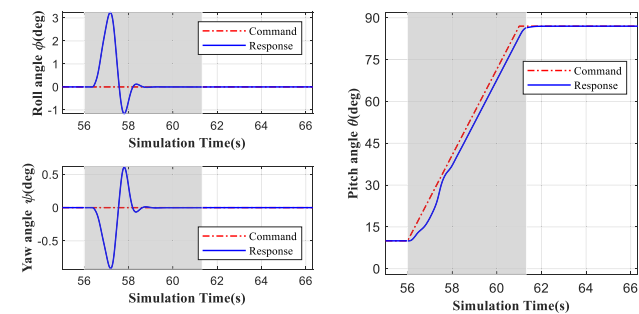 Roll angle ϕ(deg)
3
2
1
0
-1
Command
Response
56 58 60 62 64 66
Simulation Time(s)
Yaw angle ψ(deg)
0.5
0
-0.5
Command
Response
56 58 60 62 64 66
Simulation Time(s)
Pitch angle θ(deg)
90
75
60
45
30
15
0
Command
Response
56 58 60 62 64 66
Simulation Time(s)